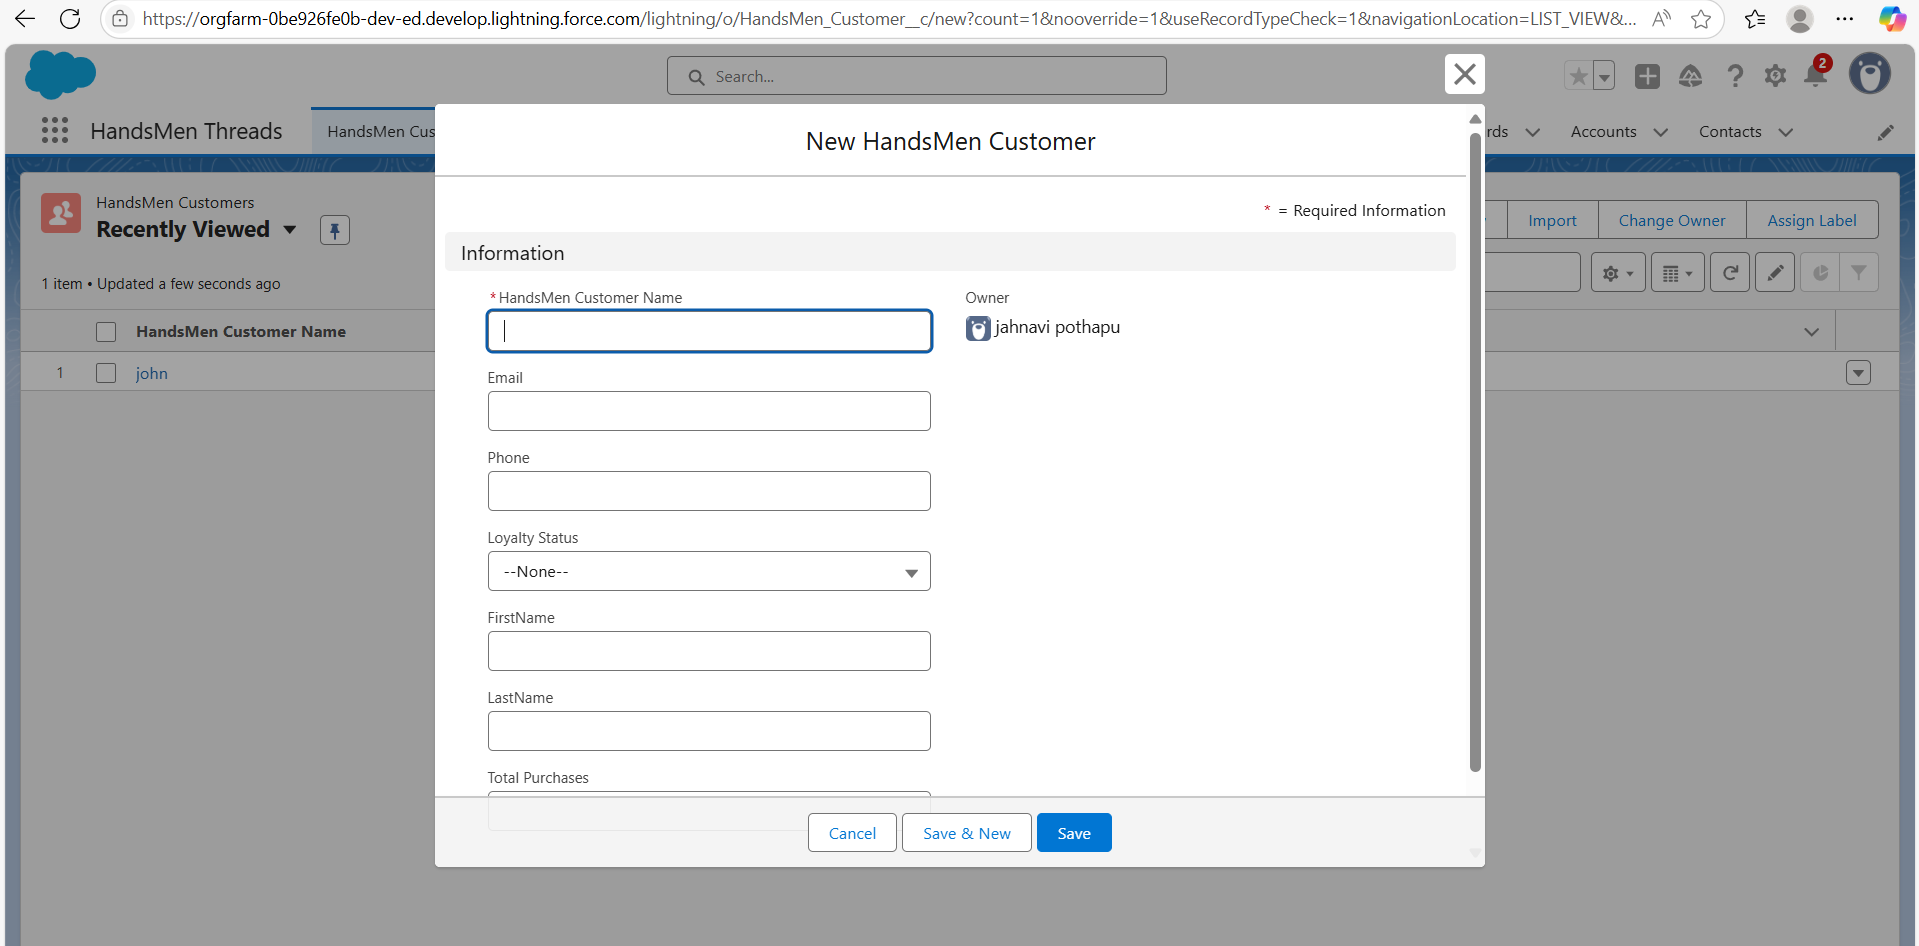 https://orgfarm-0be926fe0b-dev-ed.develop.lightning.force.com/lightning/o/HandsMen_Customer__c/new?count=1&nooverride=1&useRecordTypeCheck=1&navigationLocation=LIST_VIEW&...
Search...
2
HandsMen Threads
HandsMen Cus
rds
Accounts
Contacts
New HandsMen Customer
* = Required Information
HandsMen Customers
Recently Viewed
Import
Change Owner
Assign Label
1 item • Updated a few seconds ago
Information
*HandsMen Customer Name
Owner
jahnavi pothapu
HandsMen Customer Name
1
john
Email
Phone
Loyalty Status
--None--
FirstName
LastName
Total Purchases
Cancel
Save & New
Save